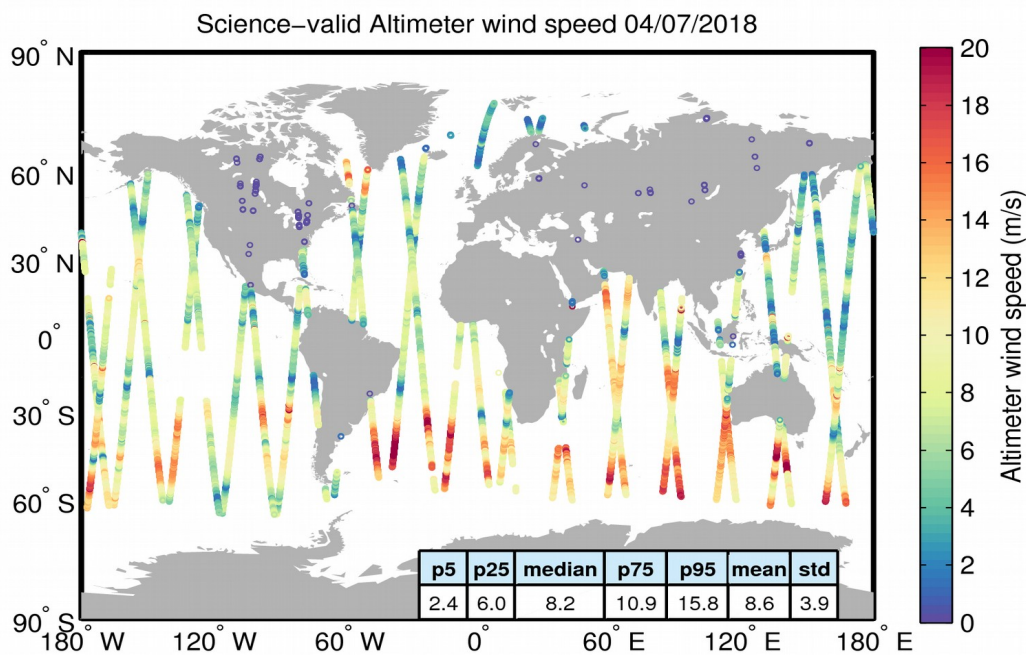 Science−valid Altimeter wind speed 04/07/2018
90° N
60° N
30° N
0°
30° S
60° S
90° S
180° W
120° W
60° W
0°
60° E
120° E
180° E
p5 p25 median p75 p95 mean std
2.4 6.0 8.2 10.9 15.8 8.6 3.9
20
18
16
14
12
10
8
6
4
2
0
Altimeter wind speed (m/s)